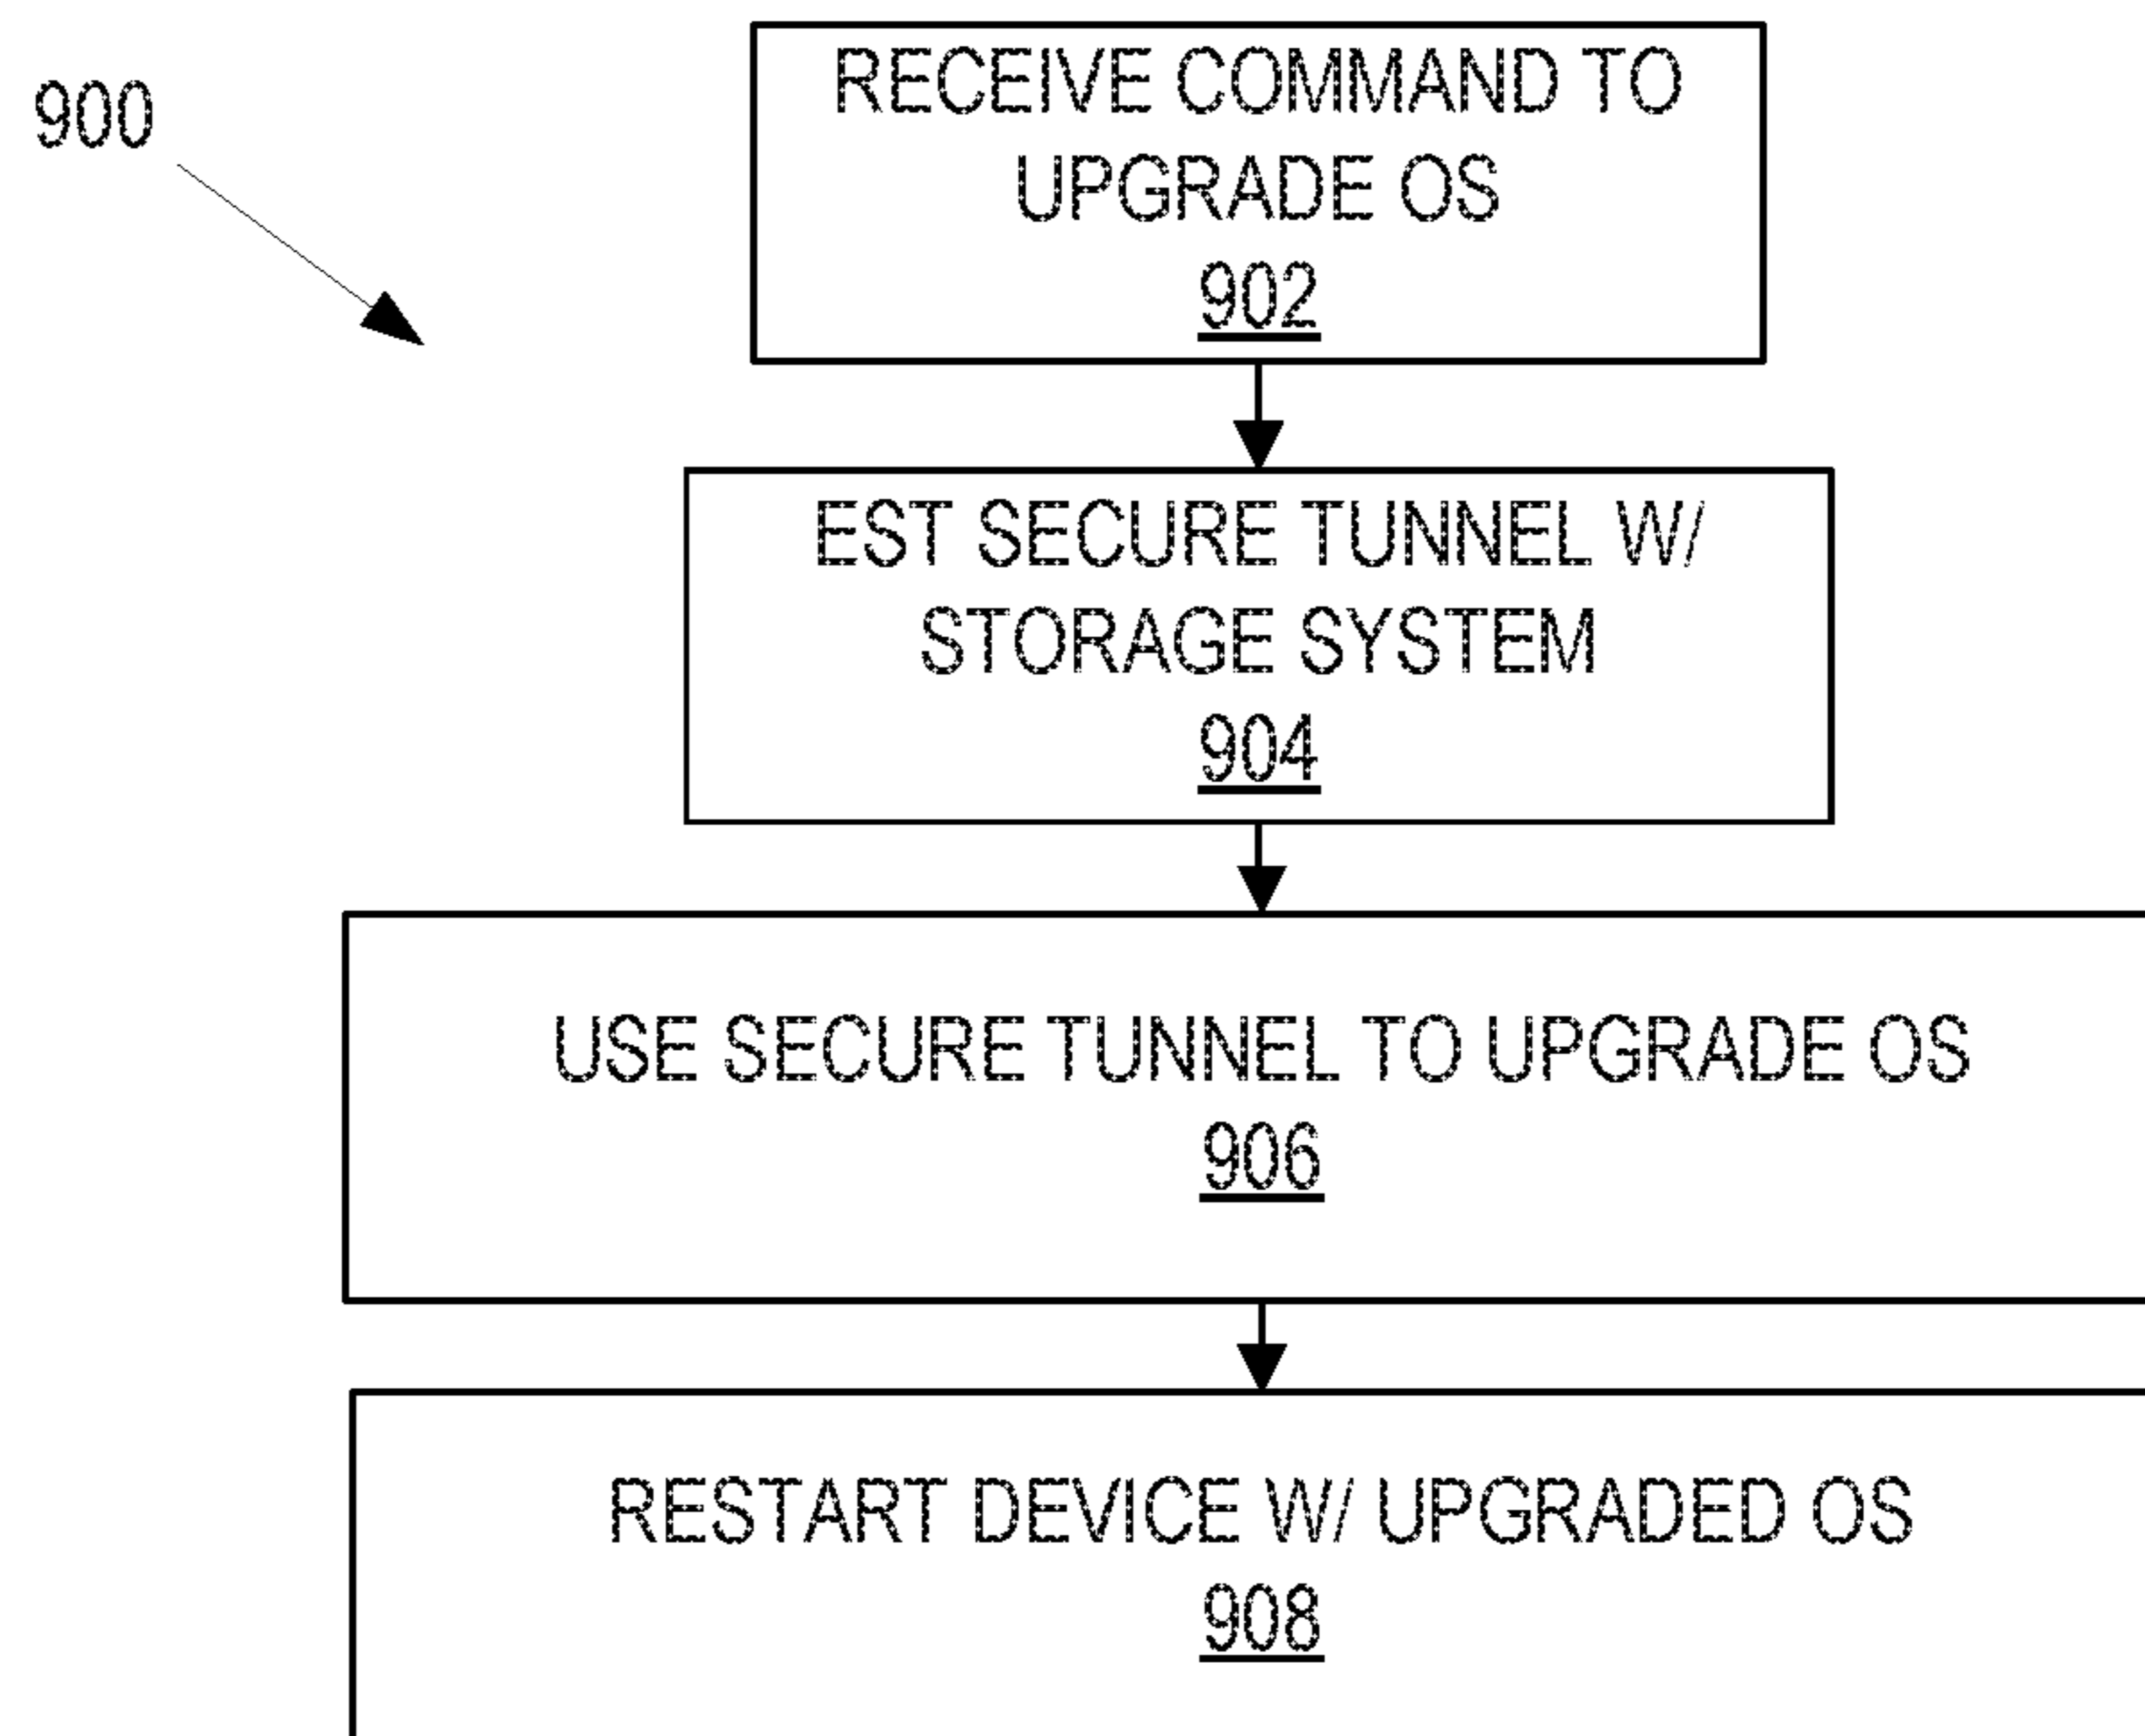 900
RECEIVE COMMAND TO
UPGRADE OS
902
EST SECURE TUNNEL W/
STORAGE SYSTEM
904
USE SECURE TUNNEL TO UPGRADE OS
906
RESTART DEVICE W/ UPGRADED OS
908